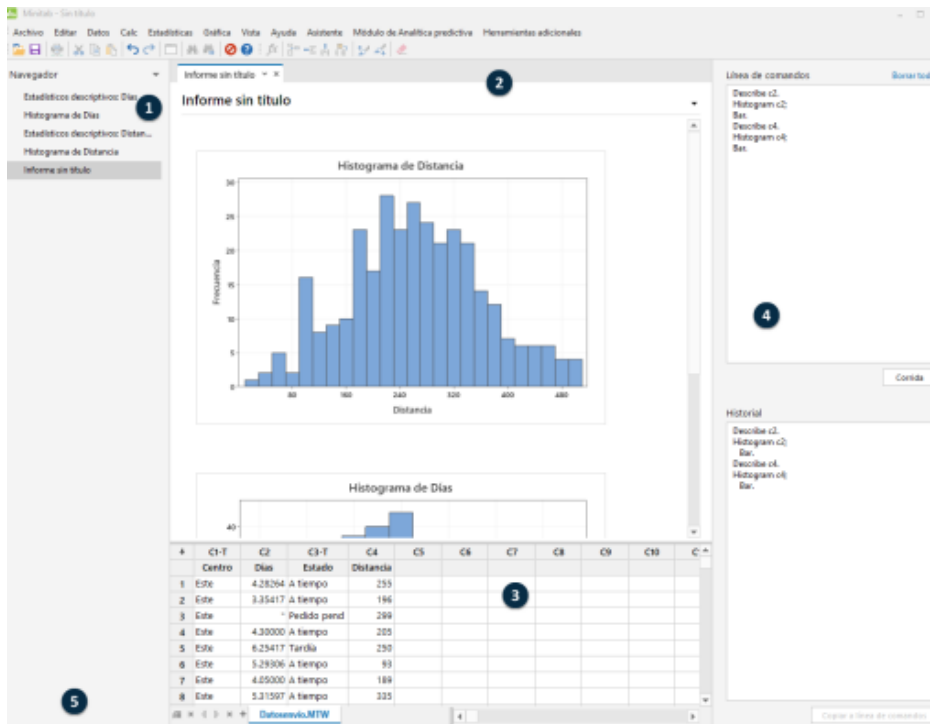 Minitab - Sin título
Archivo Editar Datos Calc Estadísticas Gráfica Vista Ayuda Asistente Módulo de Analítica predictiva Herramientas adicionales
Navegador
Estadísticos descriptivos: Días
1
Histograma de Días
Estadísticos descriptivos: Distan...
Histograma de Distancia
Informe sin título
5
Informe sin título
2
Informe sin título
Histograma de Distancia
Frecuencia
30
25
20
15
10
5
0
80 160 240 320 400 480
Distancia
Histograma de Días
40
C1-T C2 C3-T C4 C5 C6 C7 C8 C9 C10
Centro Días Estado Distancia
1 Este 4.28264 A tiempo 255
2 Este 3.35417 A tiempo 196
3 Este * Pedido pend 299
4 Este 4.30000 A tiempo 205
5 Este 6.25417 Tardía 250
6 Este 5.29306 A tiempo 93
7 Este 4.05000 A tiempo 189
8 Este 5.31597 A tiempo 335
3
Datosenvío.MTW
Línea de comandos Borrar tod
Describe c2.
Histogram c2;
Bar.
Describe c4.
Histogram c4;
Bar.
4
Corrida
Historial
Describe c2.
Histogram c2;
Bar.
Describe c4.
Histogram c4;
Bar.
Copiar a línea de comandos